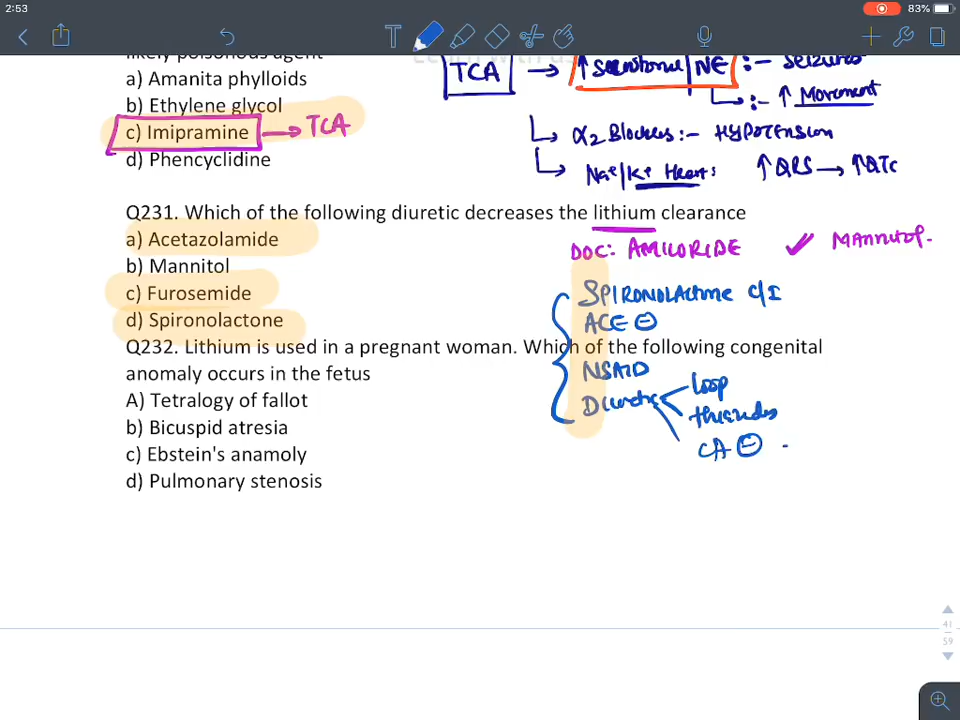 2:53
83%
likely poisonous agent
a) Amanita phylloids
b) Ethylene glycol
c) Imipramine → TCA
d) Phencyclidine
TCA → ↑ Serotonin / NE :- Seizures
:- ↑ Movement
α2 Blockers :- Hypotension
Na+/K+ Heart: ↑QRS → ↑QTc
Q231. Which of the following diuretic decreases the lithium clearance
a) Acetazolamide
b) Mannitol
c) Furosemide
d) Spironolactone
DOC: AMILORIDE ✓ MANNITOL.
SPIRONOLACTONE C/I
ACE ⊖
NSAID
Diuretic
Loop
thiazides
CA ⊖ -
Q232. Lithium is used in a pregnant woman. Which of the following congenital
anomaly occurs in the fetus
A) Tetralogy of fallot
b) Bicuspid atresia
c) Ebstein's anamoly
d) Pulmonary stenosis
41
59